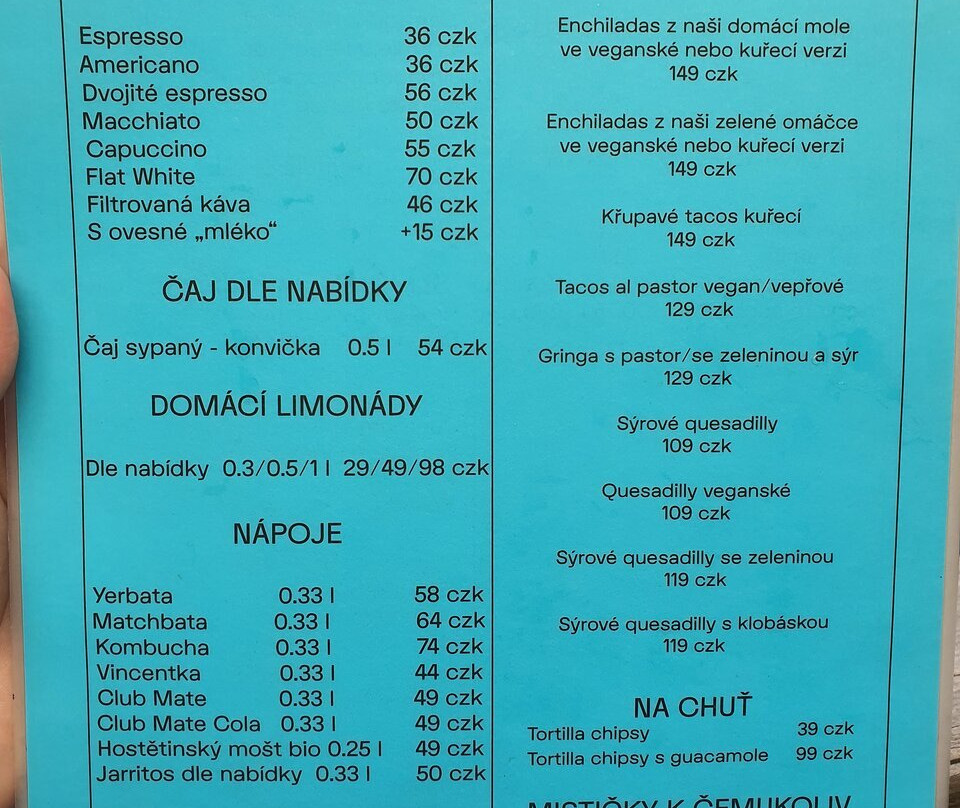 Espresso 36 czk
Americano 36 czk
Dvojité espresso 56 czk
Macchiato 50 czk
Capuccino 55 czk
Flat White 70 czk
Filtrovaná káva 46 czk
S ovesné „mléko“ +15 czk
ČAJ DLE NABÍDKY
Čaj sypaný - konvička 0.5 l 54 czk
DOMÁCÍ LIMONÁDY
Dle nabídky 0.3/0.5/1 l 29/49/98 czk
NÁPOJE
Yerbata 0.33 l 58 czk
Matchbata 0.33 l 64 czk
Kombucha 0.33 l 74 czk
Vincentka 0.33 l 44 czk
Club Mate 0.33 l 49 czk
Club Mate Cola 0.33 l 49 czk
Hostětinský mošt bio 0.25 l 49 czk
Jarritos dle nabídky 0.33 l 50 czk
Enchiladas z naši domácí mole
ve veganské nebo kuřecí verzi
149 czk
Enchiladas z naši zelené omáčce
ve veganské nebo kuřecí verzi
149 czk
Křupavé tacos kuřecí
149 czk
Tacos al pastor vegan/vepřové
129 czk
Gringa s pastor/se zeleninou a sýr
129 czk
Sýrové quesadilly
109 czk
Quesadilly veganské
109 czk
Sýrové quesadilly se zeleninou
119 czk
Sýrové quesadilly s klobáskou
119 czk
NA CHUŤ
Tortilla chipsy 39 czk
Tortilla chipsy s guacamole 99 czk
MISTIČKY K ČEMUKOLIV